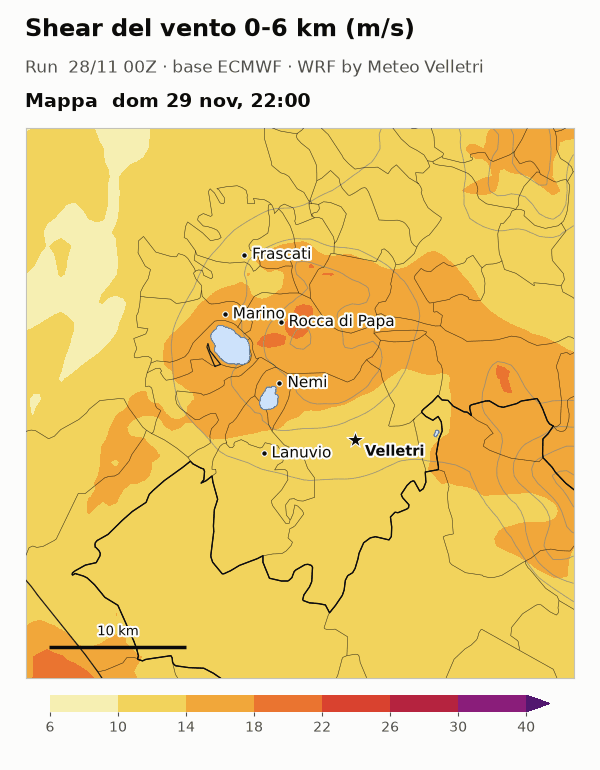 Shear del vento 0-6 km (m/s)
Run 28/11 00Z · base ECMWF · WRF by Meteo Velletri
Mappa dom 29 nov, 22:00
Frascati
Marino
Rocca di Papa
Nemi
Velletri
Lanuvio
10 km
6 10 14 18 22 26 30 40